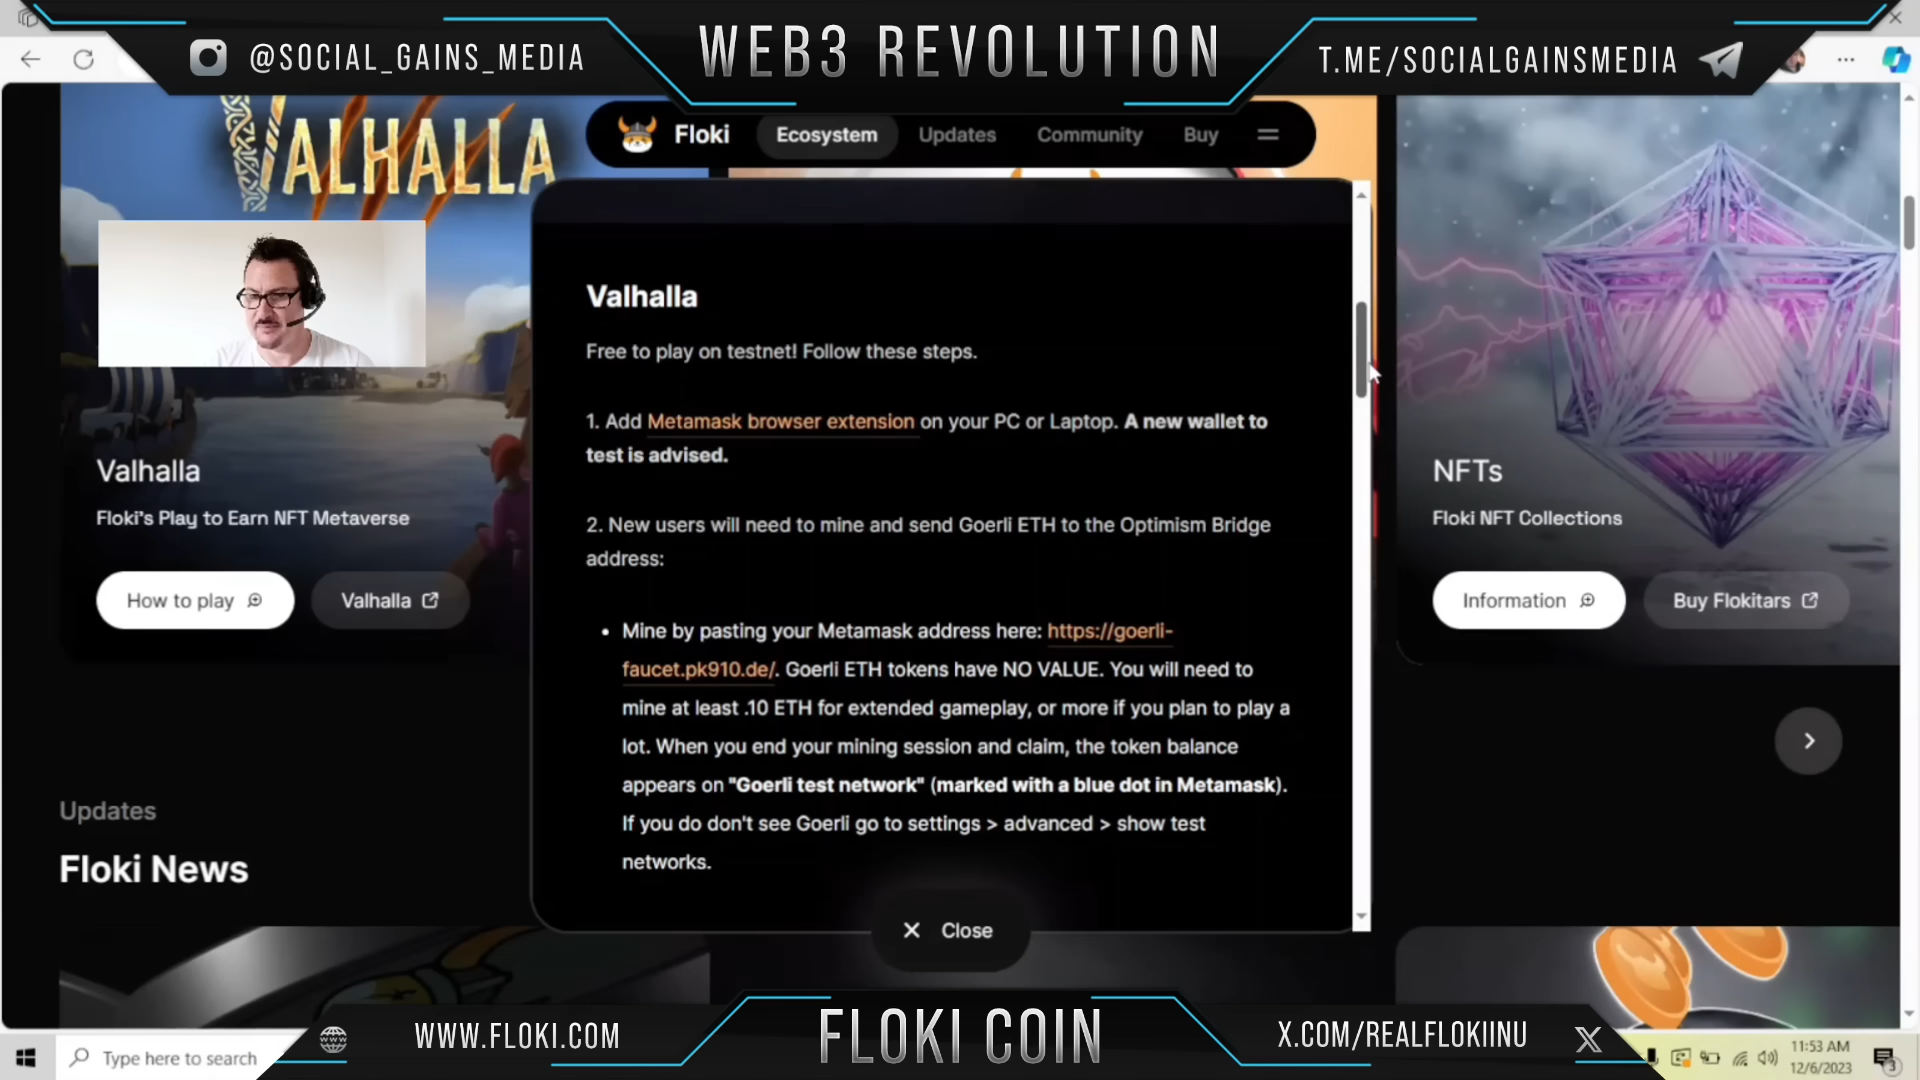 @SOCIAL_GAINS_MEDIA
WEB3 REVOLUTION
T.ME/SOCIALGAINSMEDIA
VALHALLA
Floki
Ecosystem
Updates
Community
Buy
Valhalla
Free to play on testnet! Follow these steps.
1. Add Metamask browser extension on your PC or Laptop. A new wallet to
test is advised.
2. New users will need to mine and send Goerli ETH to the Optimism Bridge
address:
• Mine by pasting your Metamask address here: https://goerli-
faucet.pk910.de/. Goerli ETH tokens have NO VALUE. You will need to
mine at least .10 ETH for extended gameplay, or more if you plan to play a
lot. When you end your mining session and claim, the token balance
appears on "Goerli test network" (marked with a blue dot in Metamask).
If you do don't see Goerli go to settings > advanced > show test
networks.
Close
Valhalla
Floki's Play to Earn NFT Metaverse
How to play
Valhalla
NFTs
Floki NFT Collections
Information
Buy Flokitars
Updates
Floki News
WWW.FLOKI.COM
FLOKI COIN
X.COM/REALFLOKIINU
Type here to search
11:53 AM
12/6/2023
3